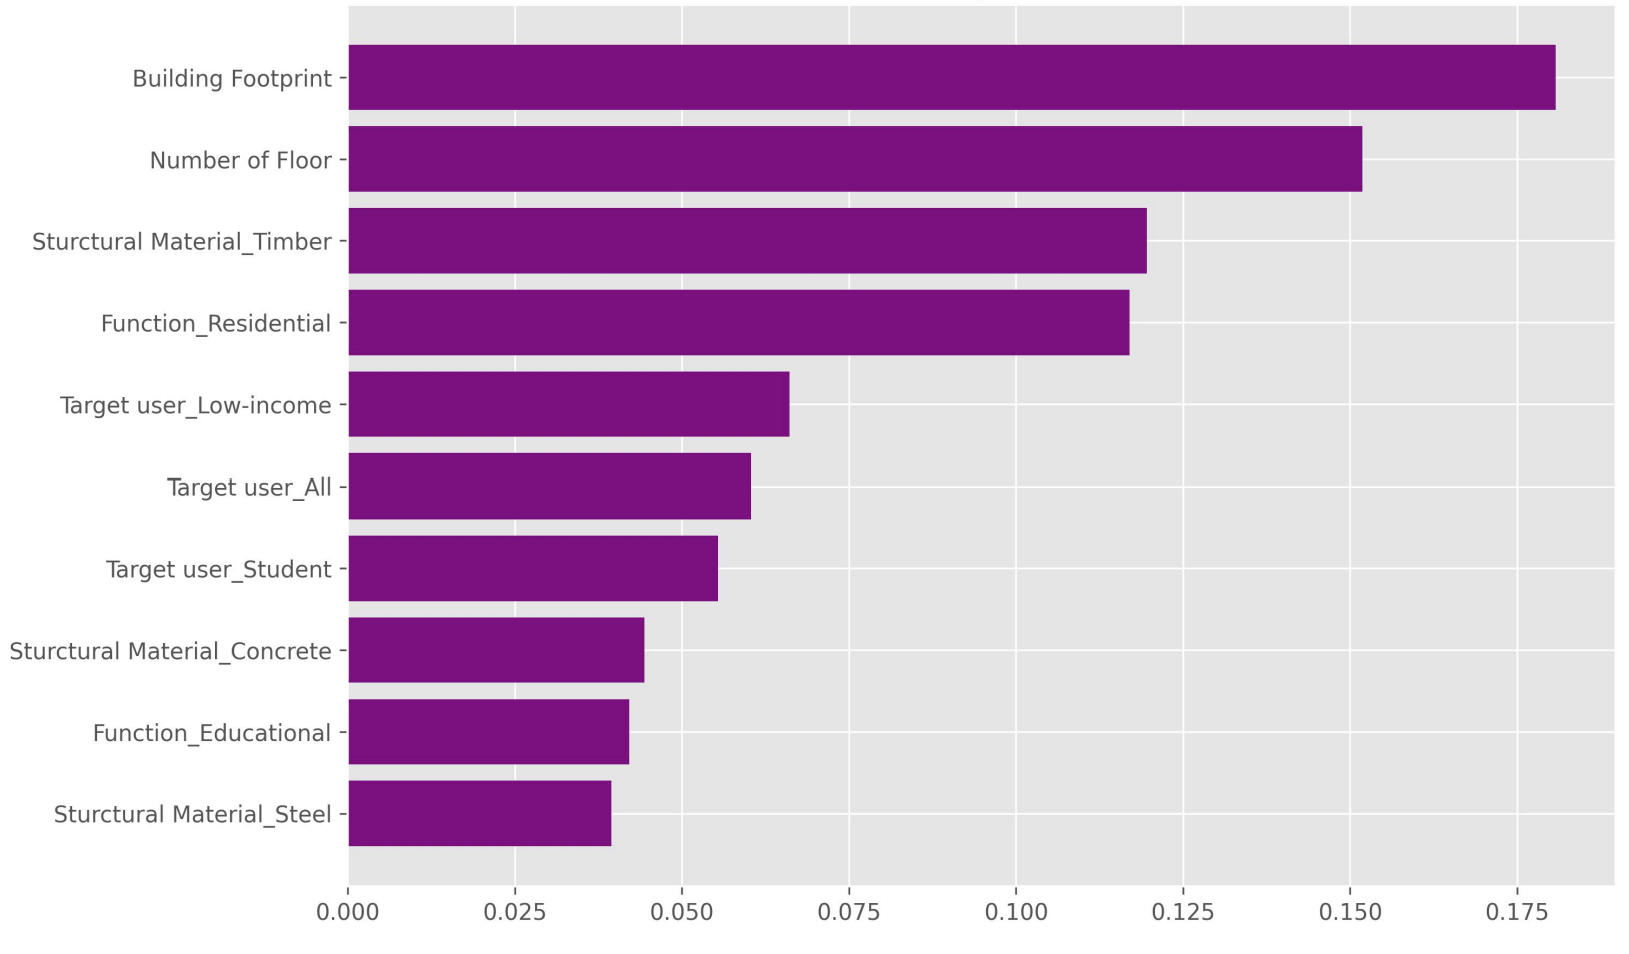 Building Footprint
Number of Floor
Sturctural Material_Timber
Function_Residential
Target user_Low-income
Target user_All
Target user_Student
Sturctural Material_Concrete
Function_Educational
Sturctural Material_Steel
0.000 0.025 0.050 0.075 0.100 0.125 0.150 0.175